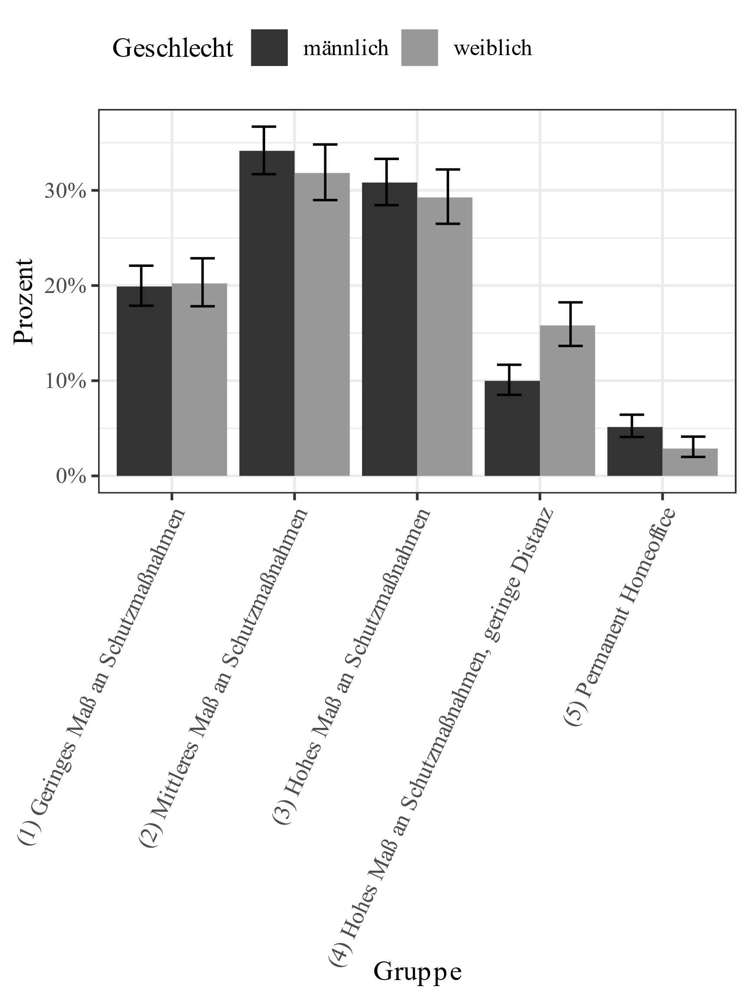 Geschlecht männlich weiblich
Prozent
30%
20%
10%
0%
(1) Geringes Maß an Schutzmaßnahmen
(2) Mittleres Maß an Schutzmaßnahmen
(3) Hohes Maß an Schutzmaßnahmen
(4) Hohes Maß an Schutzmaßnahmen, geringe Distanz
(5) Permanent Homeoffice
Gruppe